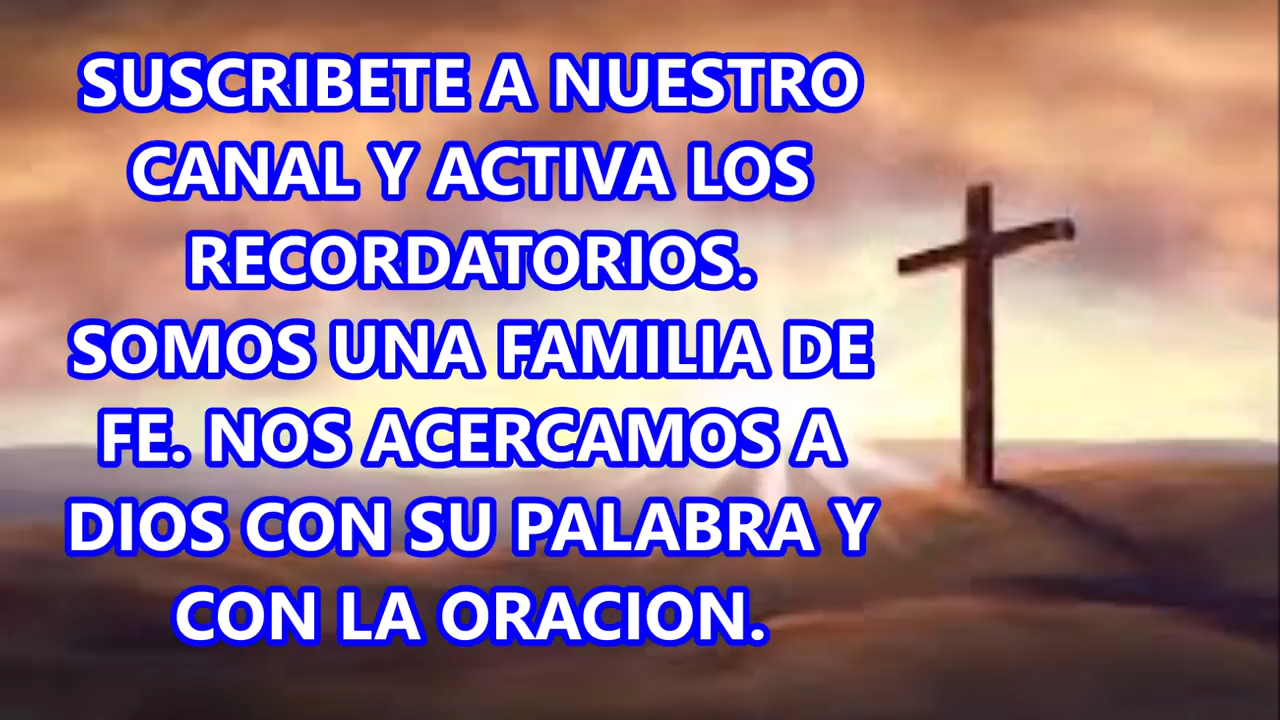 SUSCRIBETE A NUESTRO
CANAL Y ACTIVA LOS
RECORDATORIOS.
SOMOS UNA FAMILIA DE
FE. NOS ACERCAMOS A
DIOS CON SU PALABRA Y
CON LA ORACION.